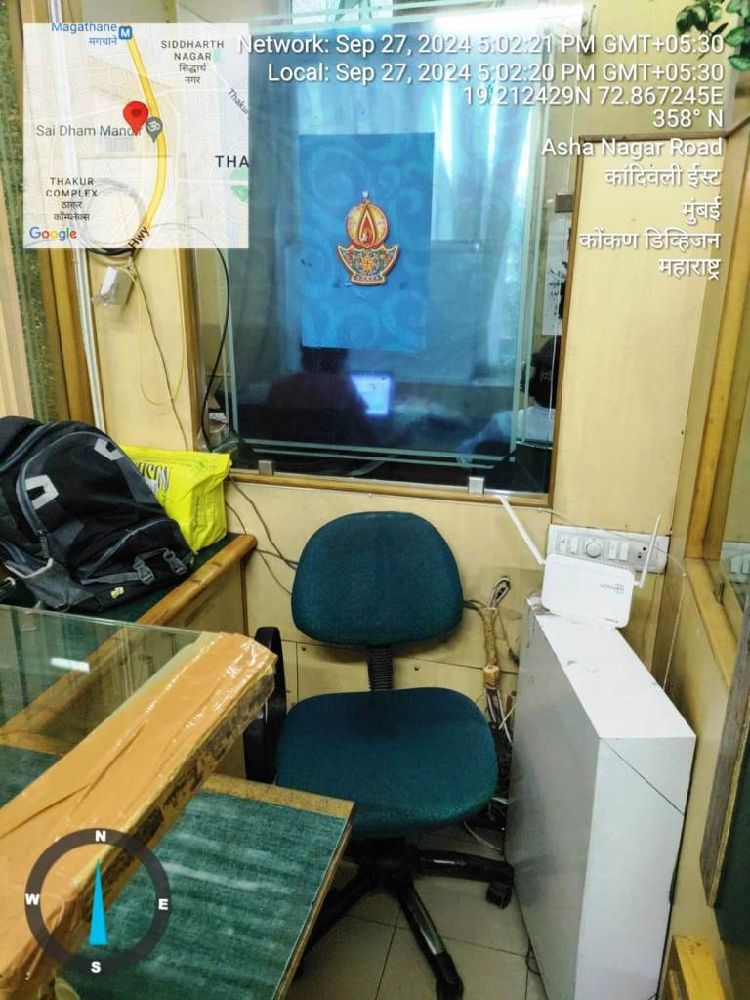 Magathane
मागाथाने
SIDDHARTH
NAGAR
सिद्धार्थ
नगर
Sai Dham Mandir
THA
THAKUR
COMPLEX
ठाकुर
कॉम्प्लेक्स
Hwy
Google
Network: Sep 27, 2024 5:02:21 PM GMT+05:30
Local: Sep 27, 2024 5:02:20 PM GMT+05:30
19.212429N 72.867245E
358° N
Asha Nagar Road
कांदिवली ईस्ट
मुंबई
कोंकण डिव्हिजन
महाराष्ट्र
N
W
E
S